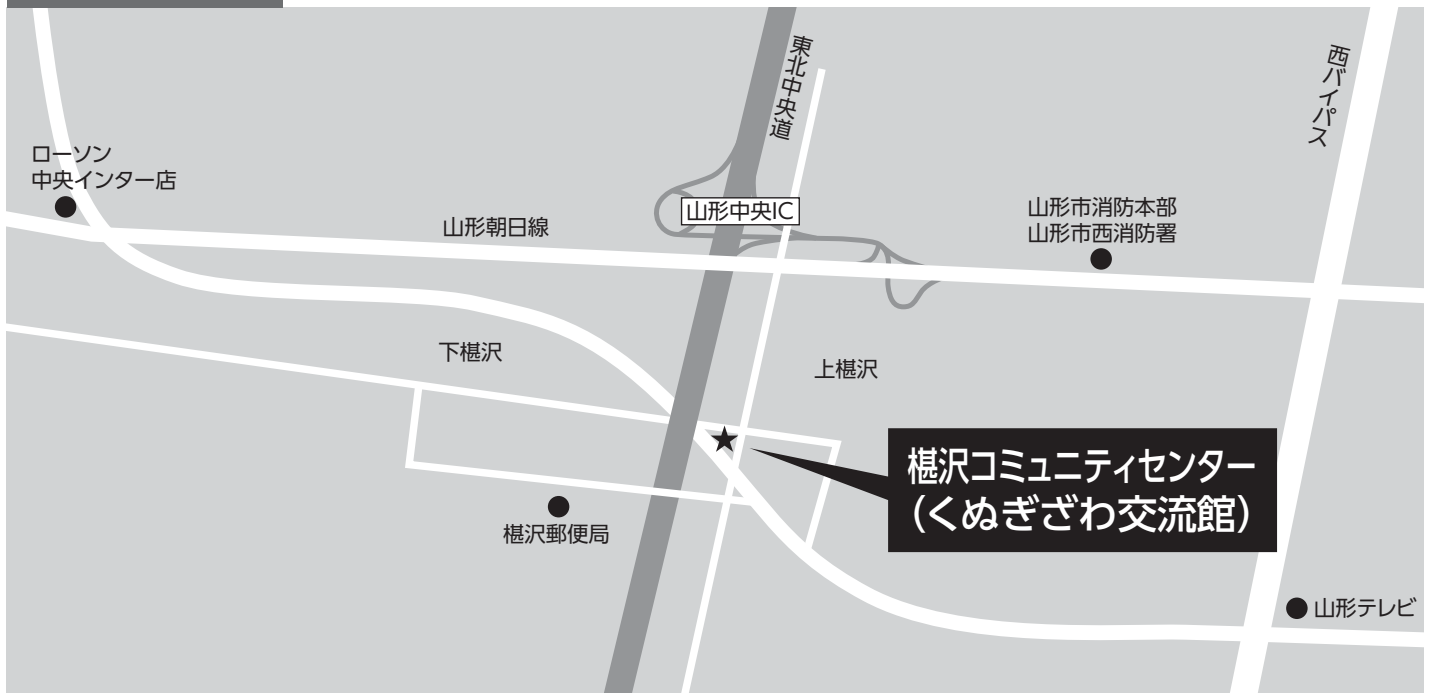 東北中央道
西バイパス
ローソン
中央インター店
山形中央IC
山形市消防本部
山形市西消防署
山形朝日線
下椹沢
上椹沢
椹沢コミュニティセンター
（くぬぎざわ交流館）
椹沢郵便局
山形テレビ